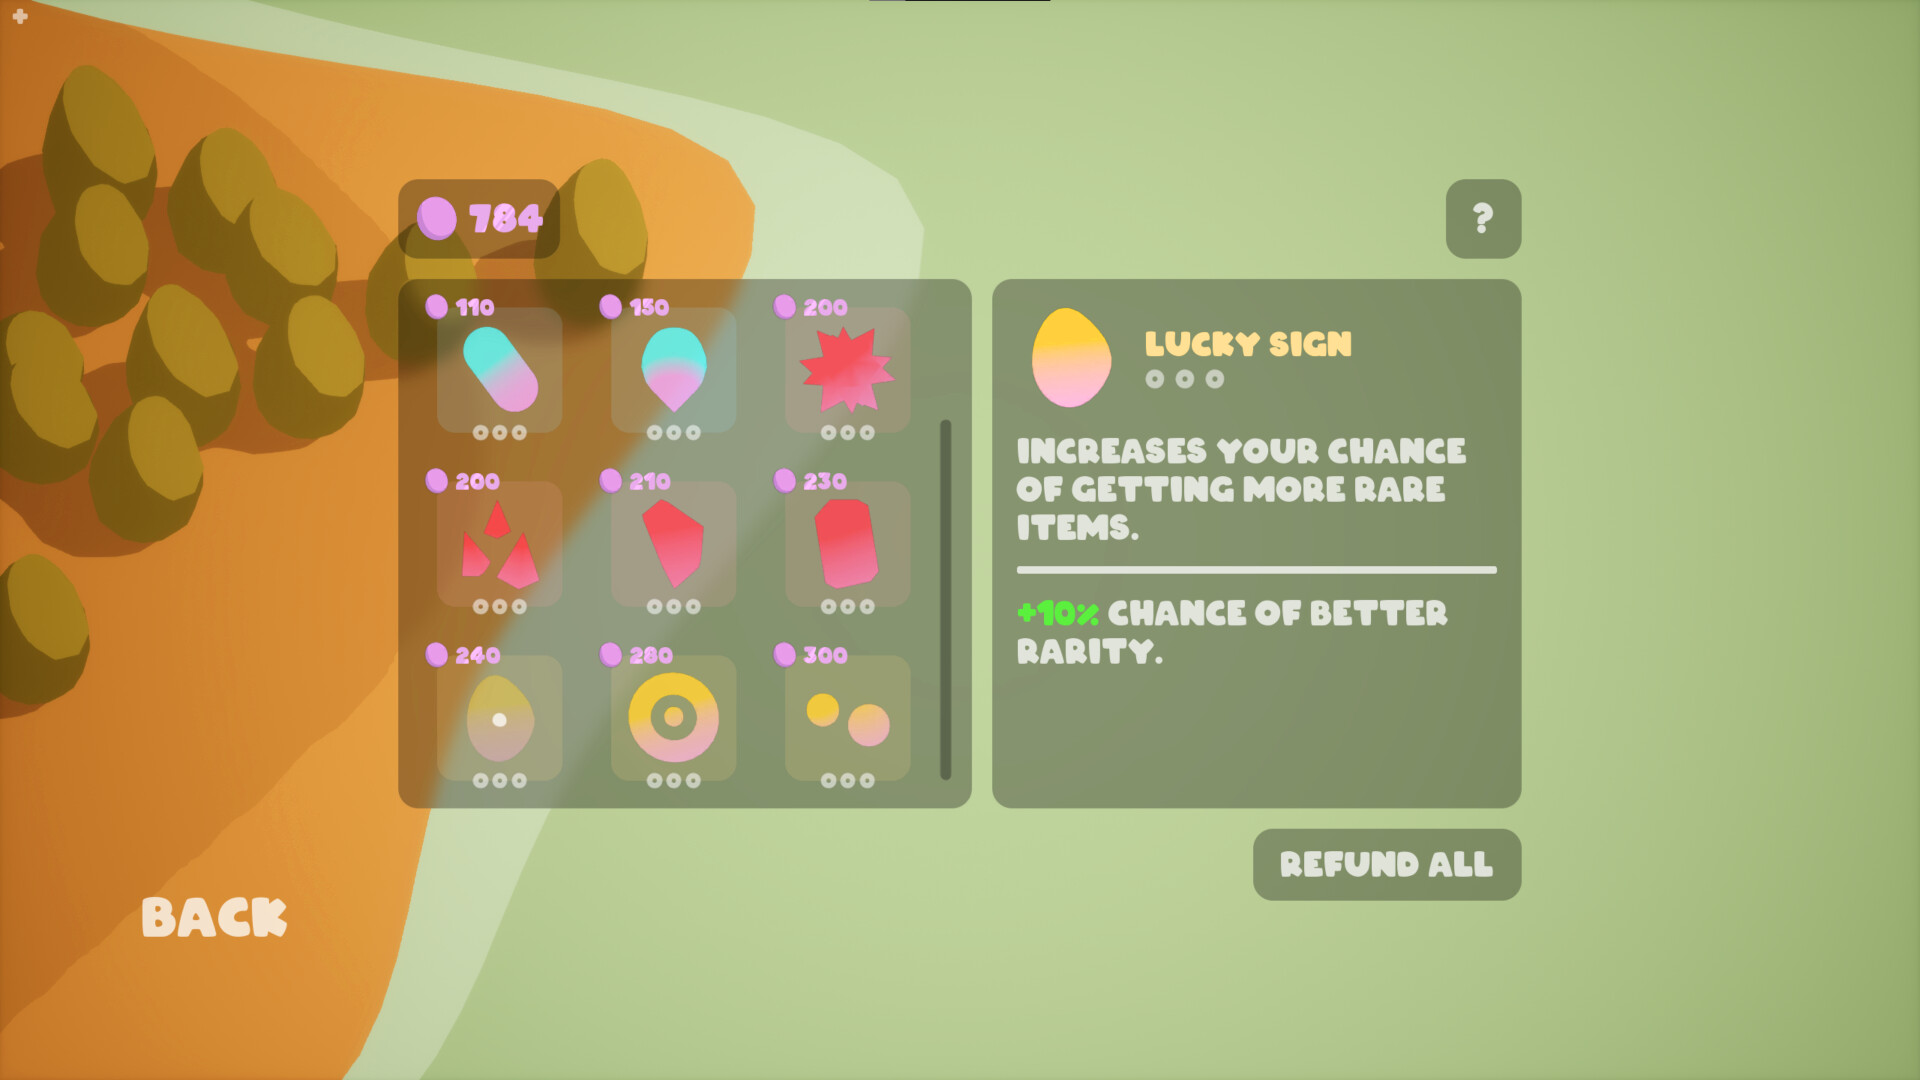 784
?
110
150
200
200
210
230
240
280
300
LUCKY SIGN
INCREASES YOUR CHANCE
OF GETTING MORE RARE
ITEMS.
+10% CHANCE OF BETTER
RARITY.
REFUND ALL
BACK